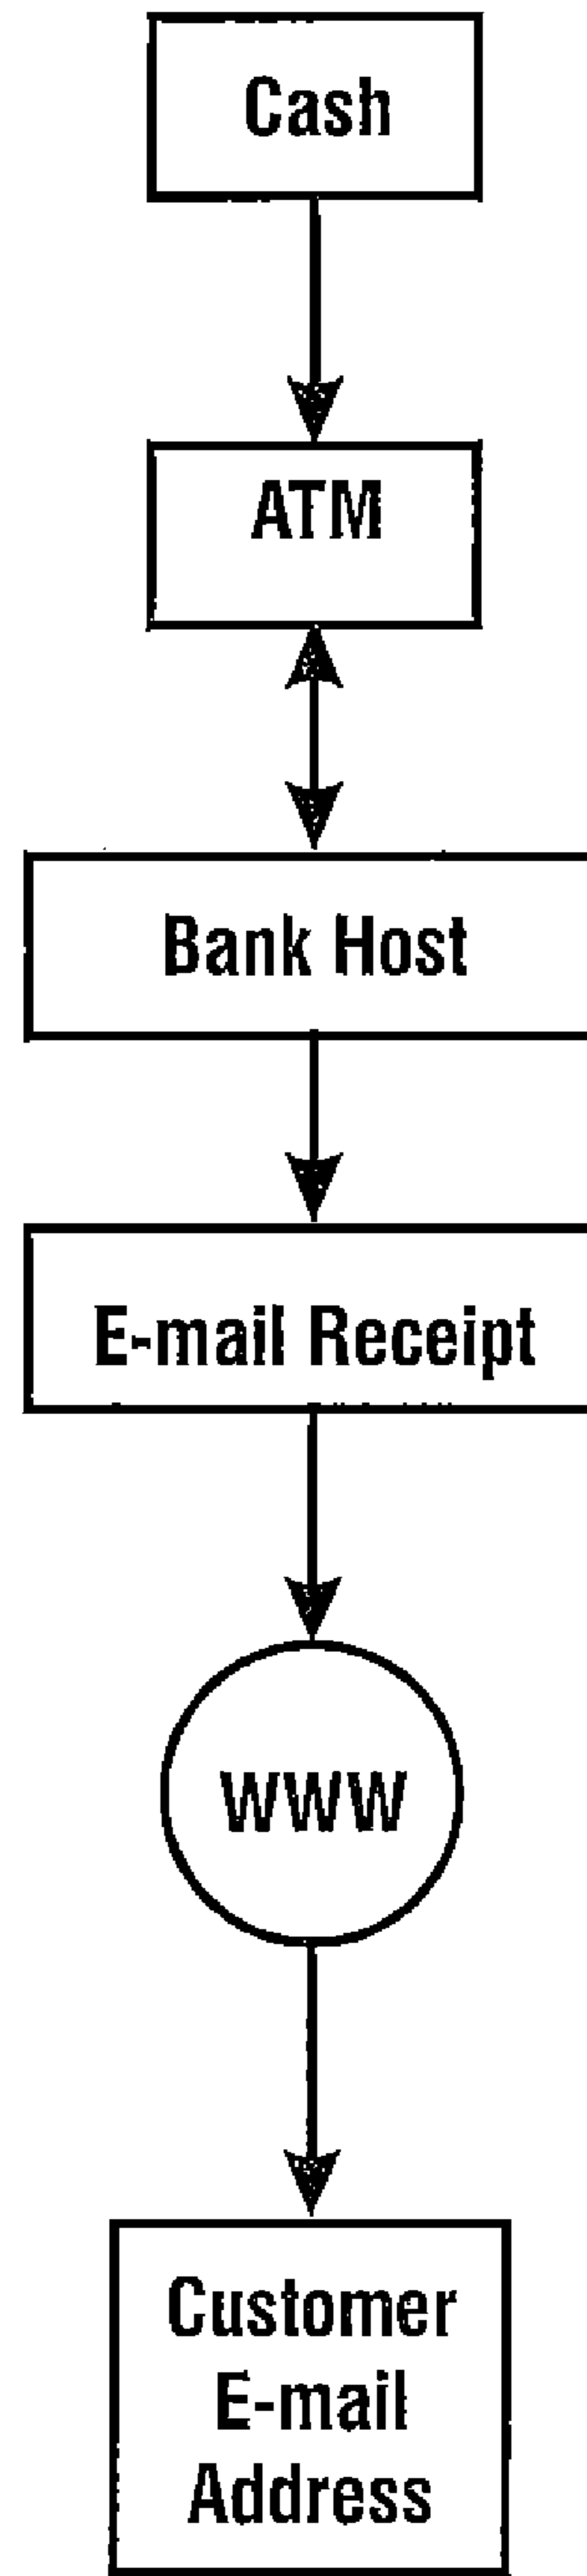 Cash
ATM
Bank Host
E-mail Receipt
WWW
Customer
E-mail
Address